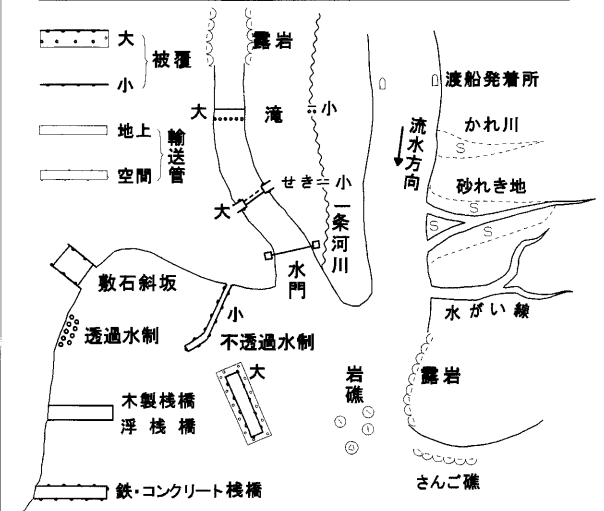 大
小
被覆
地上
空間
輸送管
露岩
大
滝
小
せき
小
大
一条河川
水門
渡船発着所
流水方向
かれ川
S
砂れき地
S
S
S
水がい線
敷石斜坂
透過水制
小
不透過水制
大
木製桟橋
浮桟橋
鉄・コンクリート桟橋
岩礁
露岩
さんご礁